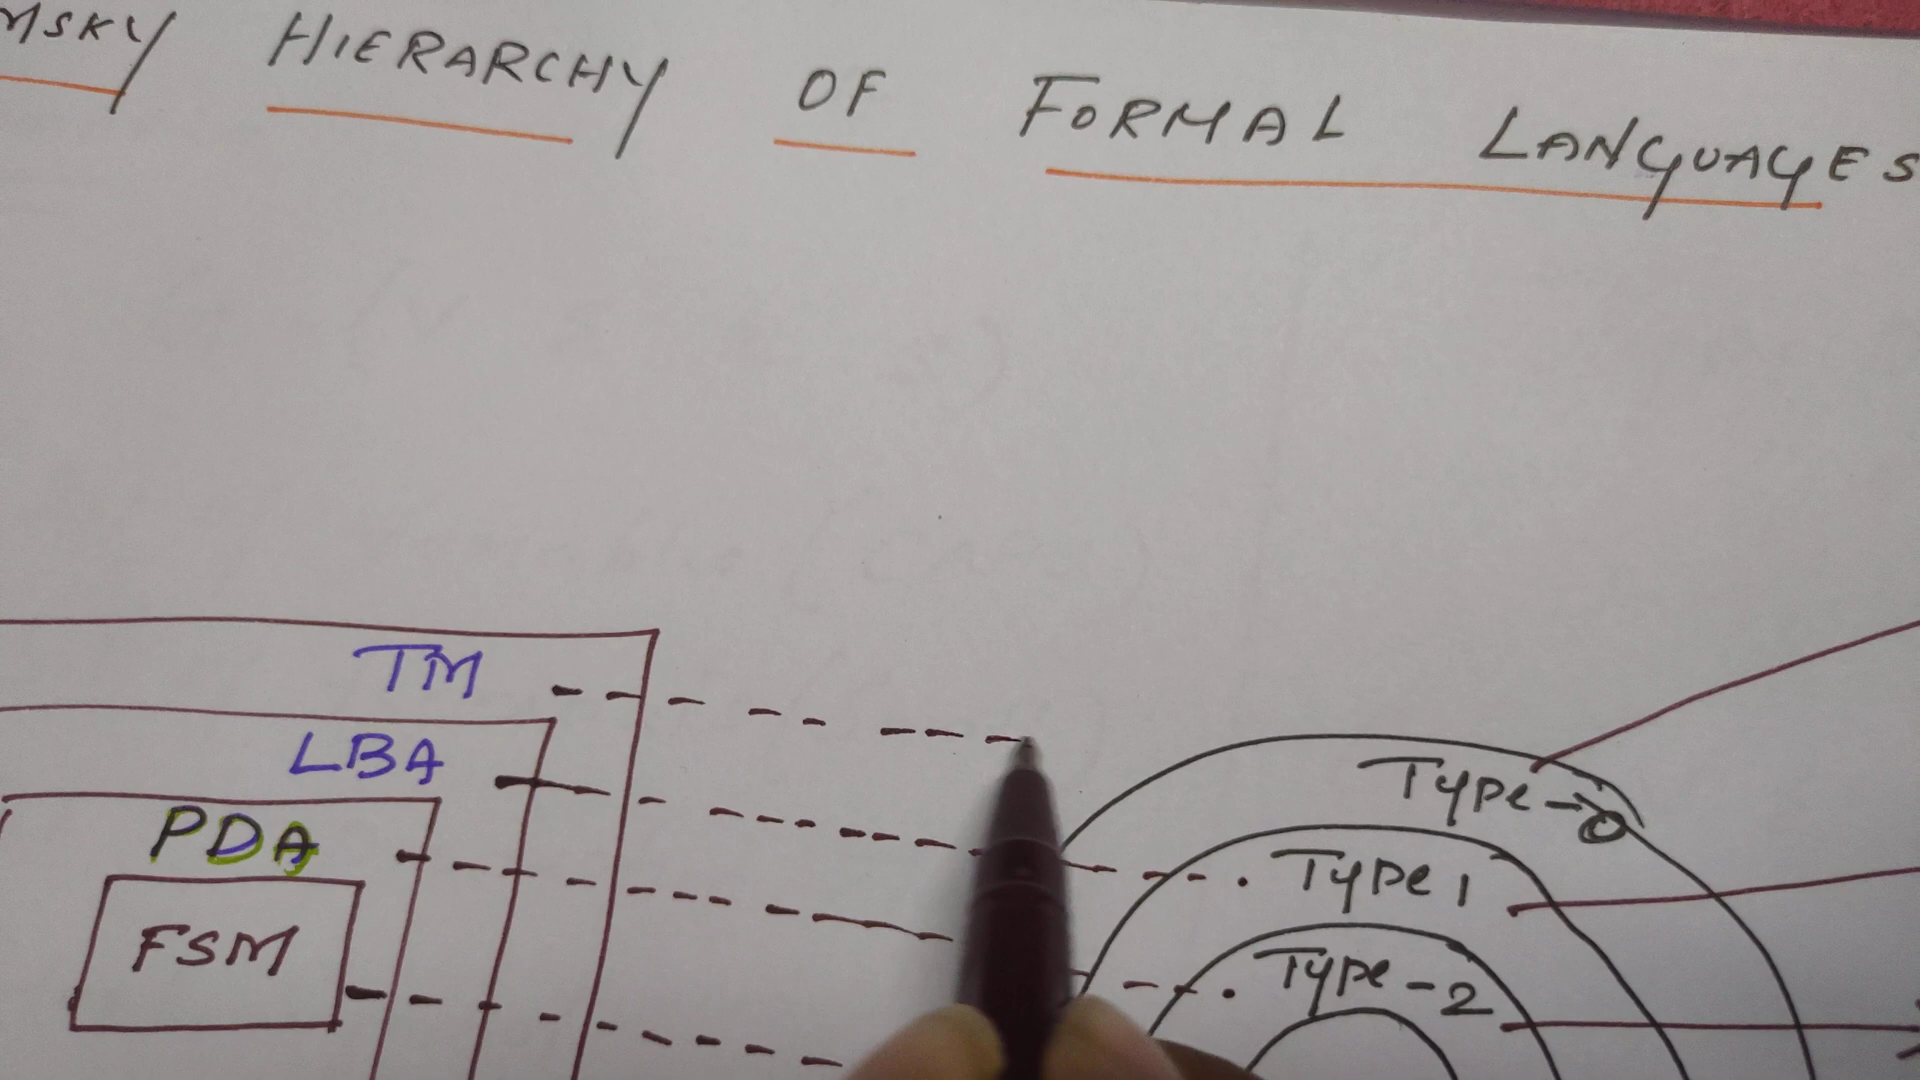 MSKY HIERARCHY OF FORMAL LANGUAGES
TM
LBA
PDA
FSM
Type-0
Type 1
Type-2